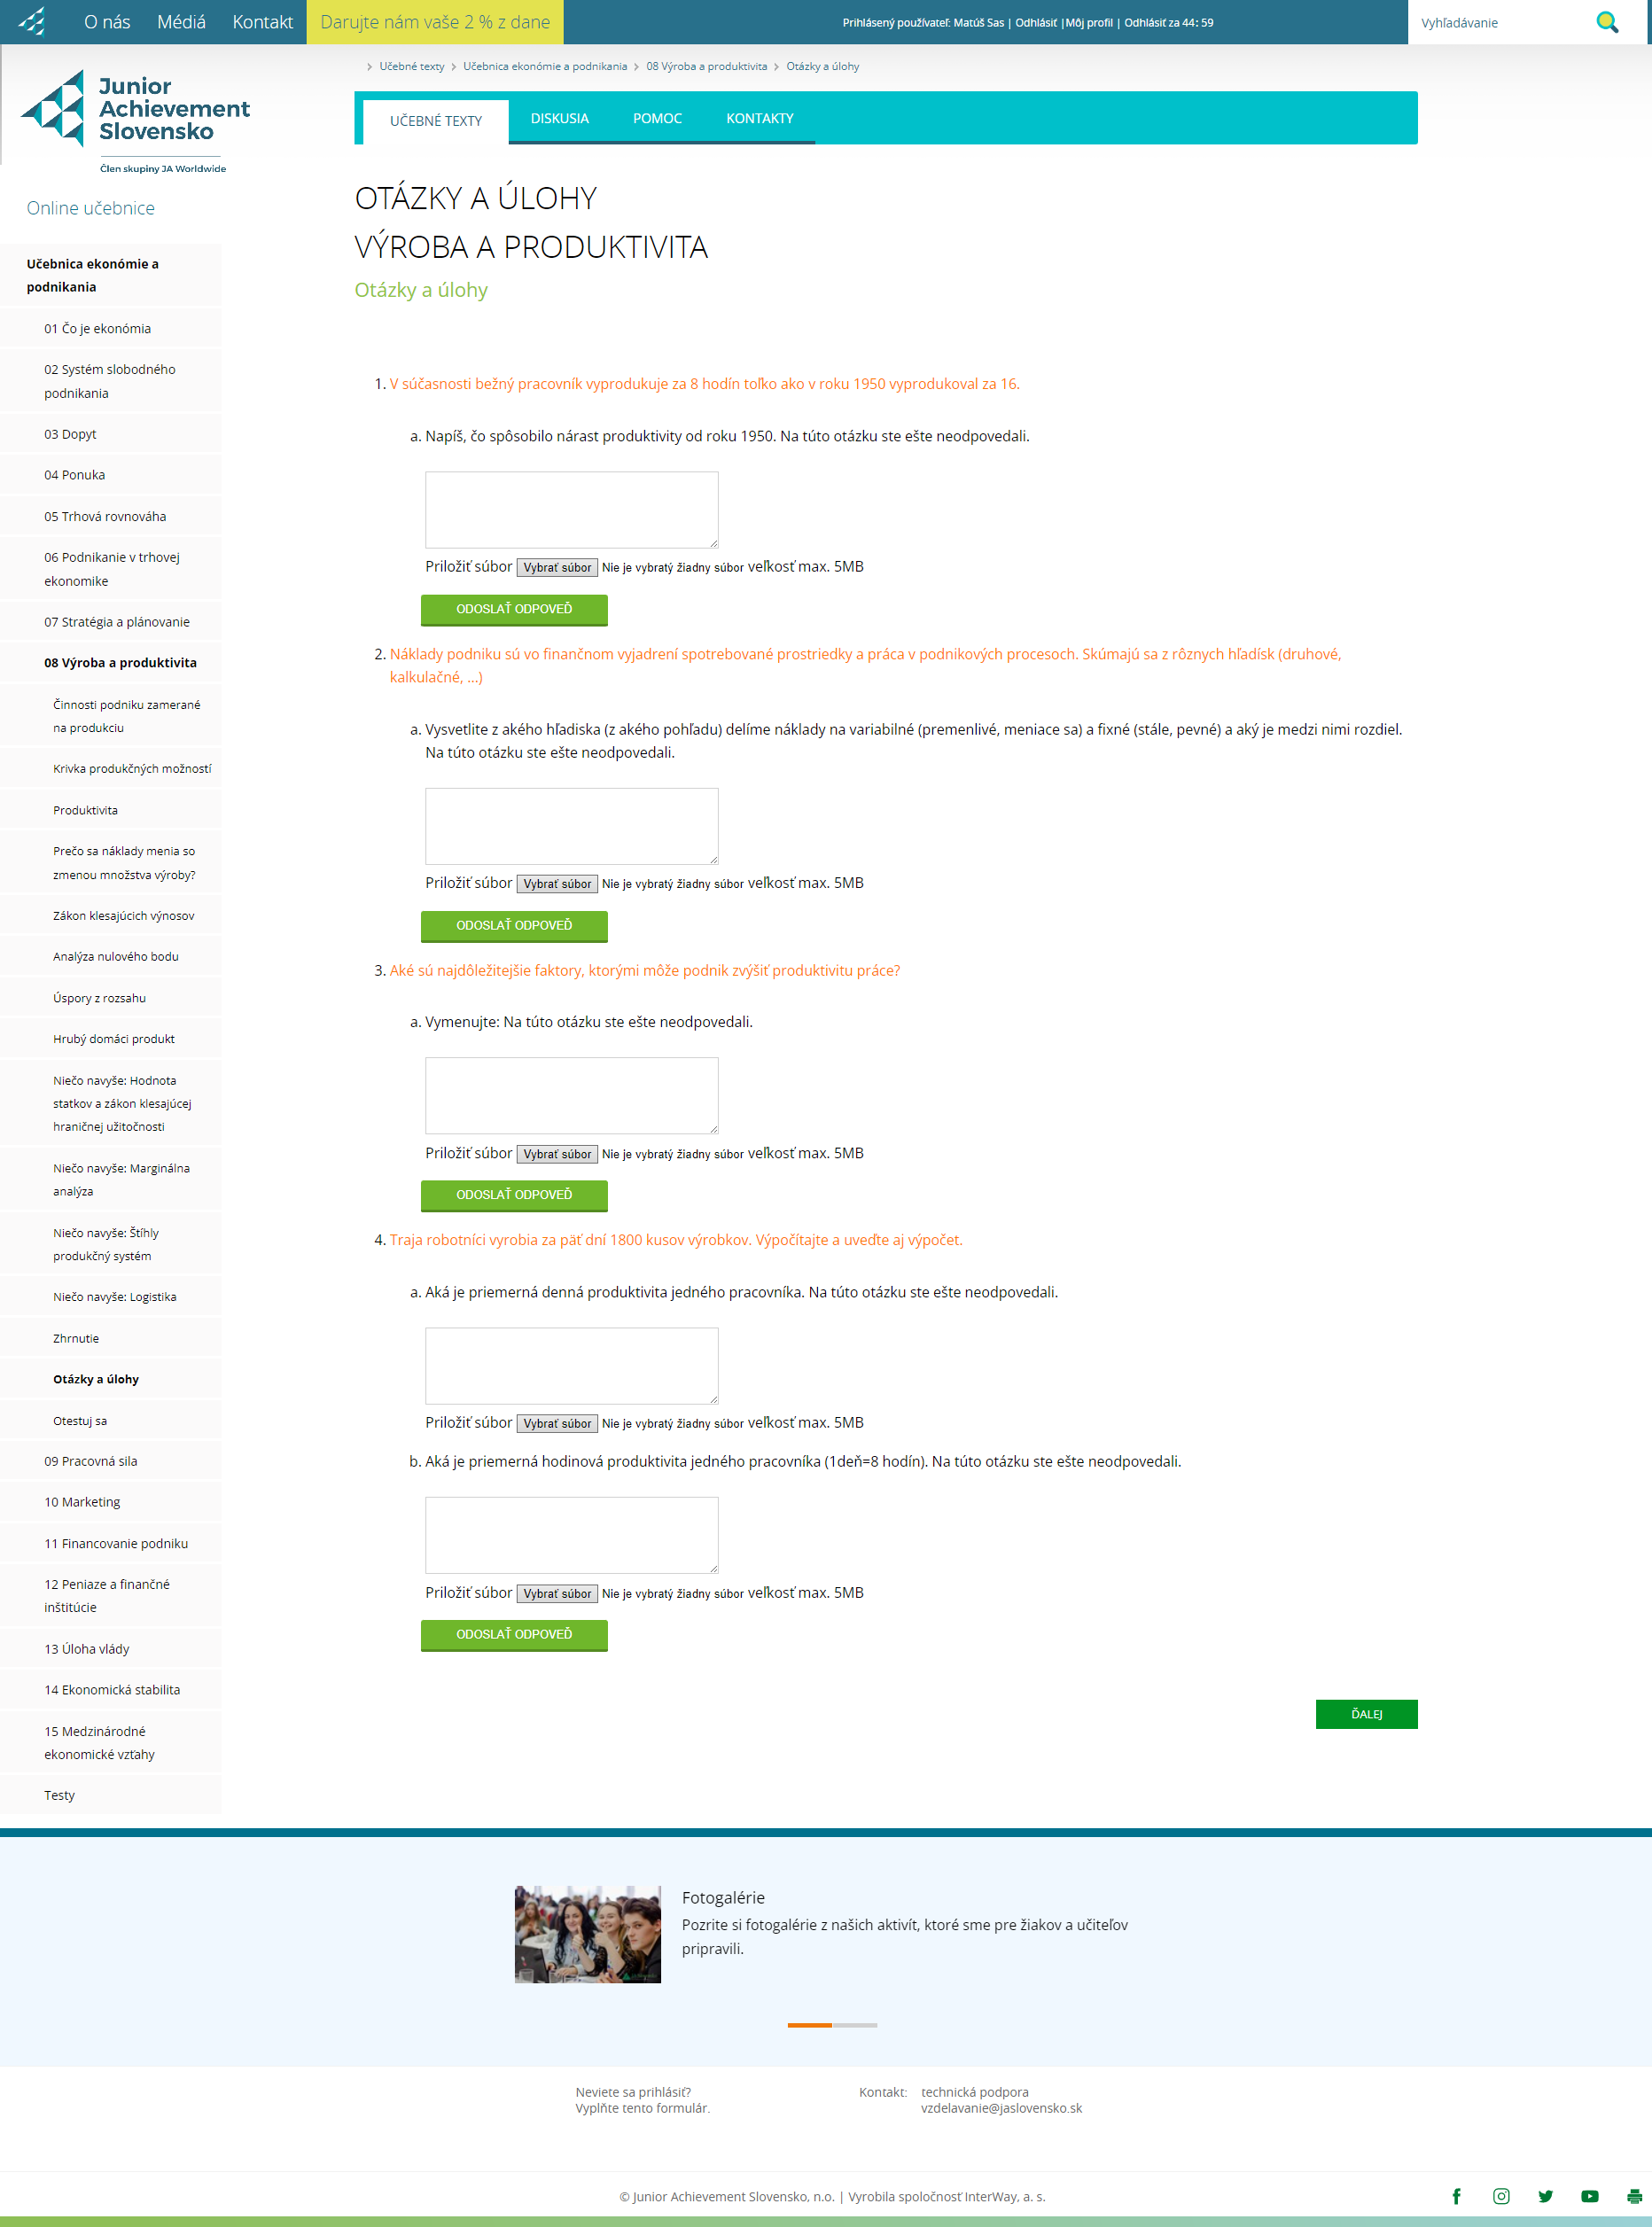 O nás Médiá Kontakt Darujte nám vaše 2 % z dane Prihlásený používateľ: Matúš Sas | Odhlásiť |Môj profil | Odhlásiť za 44: 59 Vyhľadávanie
> Učebné texty > Učebnica ekonómie a podnikania > 08 Výroba a produktivita > Otázky a úlohy
Junior
Achievement
Slovensko
Člen skupiny JA Worldwide
UČEBNÉ TEXTY DISKUSIA POMOC KONTAKTY
Online učebnice
Učebnica ekonómie a
podnikania
01 Čo je ekonómia
02 Systém slobodného
podnikania
03 Dopyt
04 Ponuka
05 Trhová rovnováha
06 Podnikanie v trhovej
ekonomike
07 Stratégia a plánovanie
08 Výroba a produktivita
Činnosti podniku zamerané
na produkciu
Krivka produkčných možností
Produktivita
Prečo sa náklady menia so
zmenou množstva výroby?
Zákon klesajúcich výnosov
Analýza nulového bodu
Úspory z rozsahu
Hrubý domáci produkt
Niečo navyše: Hodnota
statkov a zákon klesajúcej
hraničnej užitočnosti
Niečo navyše: Marginálna
analýza
Niečo navyše: Štíhly
produkčný systém
Niečo navyše: Logistika
Zhrnutie
Otázky a úlohy
Otestuj sa
09 Pracovná sila
10 Marketing
11 Financovanie podniku
12 Peniaze a finančné
inštitúcie
13 Úloha vlády
14 Ekonomická stabilita
15 Medzinárodné
ekonomické vzťahy
Testy
OTÁZKY A ÚLOHY
VÝROBA A PRODUKTIVITA
Otázky a úlohy
1. V súčasnosti bežný pracovník vyprodukuje za 8 hodín toľko ako v roku 1950 vyprodukoval za 16.
a. Napíš, čo spôsobilo nárast produktivity od roku 1950. Na túto otázku ste ešte neodpovedali.
Priložiť súbor Vybrať súbor Nie je vybratý žiadny súbor veľkosť max. 5MB
ODOSLAŤ ODPOVEĎ
2. Náklady podniku sú vo finančnom vyjadrení spotrebované prostriedky a práca v podnikových procesoch. Skúmajú sa z rôznych hľadísk (druhové,
kalkulačné, ...)
a. Vysvetlite z akého hľadiska (z akého pohľadu) delíme náklady na variabilné (premenlivé, meniace sa) a fixné (stále, pevné) a aký je medzi nimi rozdiel.
Na túto otázku ste ešte neodpovedali.
Priložiť súbor Vybrať súbor Nie je vybratý žiadny súbor veľkosť max. 5MB
ODOSLAŤ ODPOVEĎ
3. Aké sú najdôležitejšie faktory, ktorými môže podnik zvýšiť produktivitu práce?
a. Vymenujte: Na túto otázku ste ešte neodpovedali.
Priložiť súbor Vybrať súbor Nie je vybratý žiadny súbor veľkosť max. 5MB
ODOSLAŤ ODPOVEĎ
4. Traja robotníci vyrobia za päť dní 1800 kusov výrobkov. Výpočítajte a uveďte aj výpočet.
a. Aká je priemerná denná produktivita jedného pracovníka. Na túto otázku ste ešte neodpovedali.
Priložiť súbor Vybrať súbor Nie je vybratý žiadny súbor veľkosť max. 5MB
b. Aká je priemerná hodinová produktivita jedného pracovníka (1deň=8 hodín). Na túto otázku ste ešte neodpovedali.
Priložiť súbor Vybrať súbor Nie je vybratý žiadny súbor veľkosť max. 5MB
ODOSLAŤ ODPOVEĎ
ĎALEJ
Fotogalérie
Pozrite si fotogalérie z našich aktivít, ktoré sme pre žiakov a učiteľov
pripravili.
Neviete sa prihlásiť?
Vyplňte tento formulár.
Kontakt: technická podpora
vzdelavanie@jaslovensko.sk
© Junior Achievement Slovensko, n.o. | Vyrobila spoločnosť InterWay, a. s.